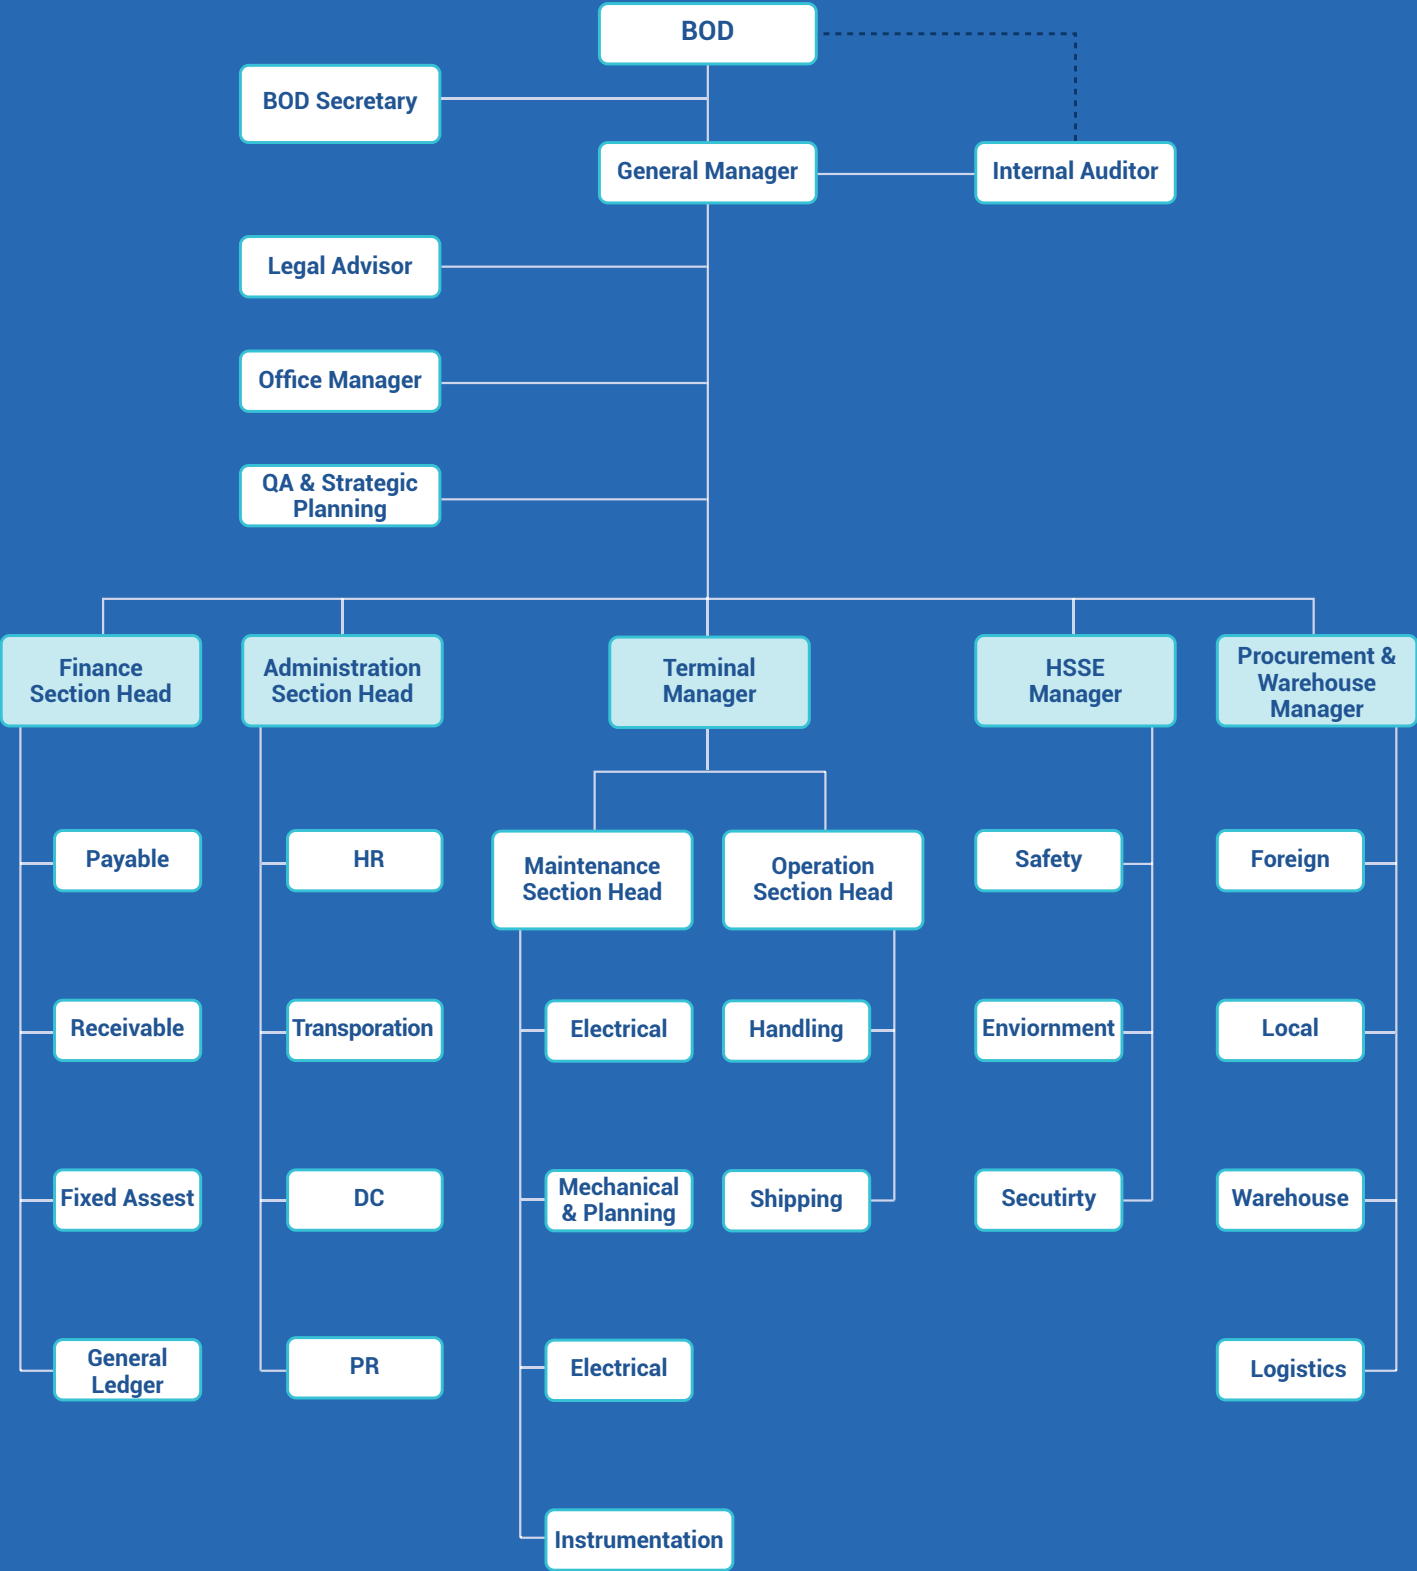 BOD
BOD Secretary
General Manager
Internal Auditor
Legal Advisor
Office Manager
QA & Strategic
Planning
Finance
Section Head
Administration
Section Head
Terminal
Manager
HSSE
Manager
Procurement &
Warehouse
Manager
Payable
HR
Maintenance
Section Head
Operation
Section Head
Safety
Foreign
Receivable
Transporation
Electrical
Handling
Enviornment
Local
Fixed Assest
DC
Mechanical
& Planning
Shipping
Secutirty
Warehouse
General
Ledger
PR
Electrical
Logistics
Instrumentation